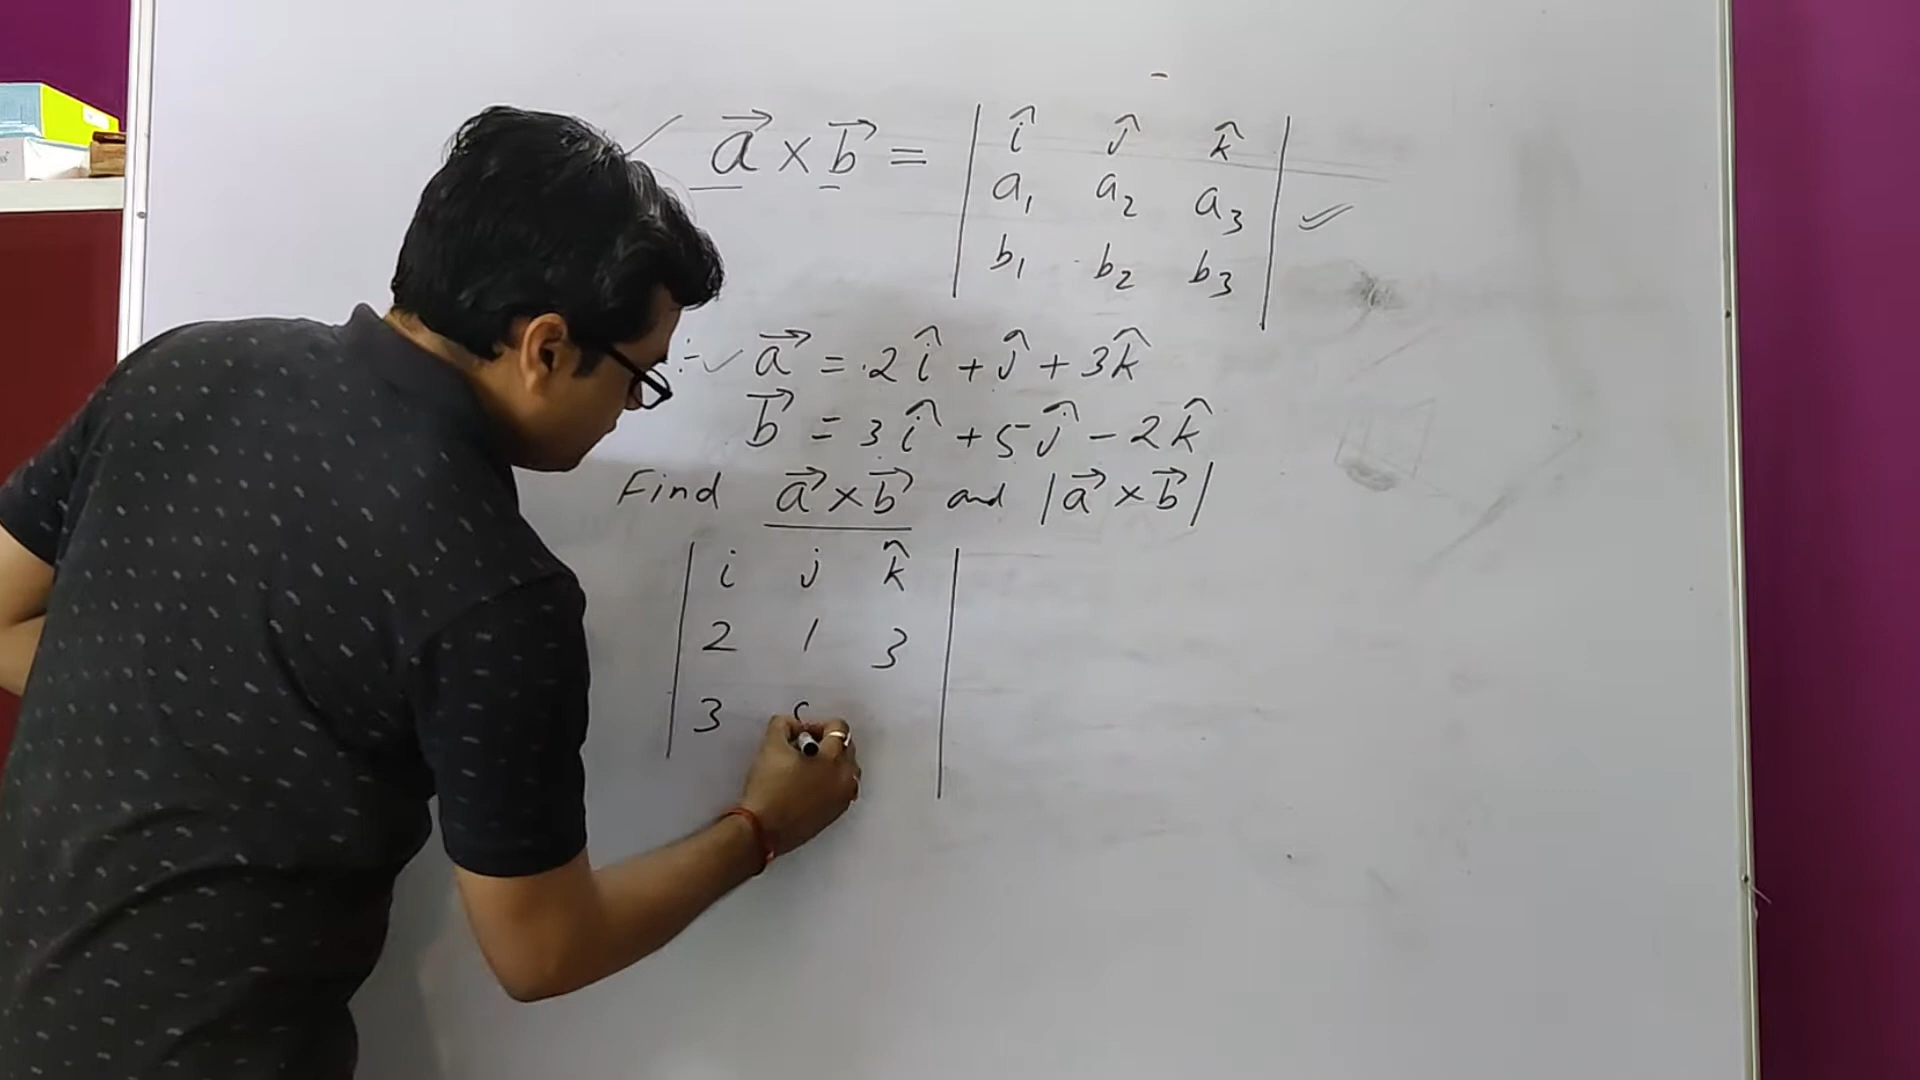 →a × →b = | î ĵ k̂ |
| a₁ a₂ a₃ |
| b₁ b₂ b₃ |
→a = 2î + ĵ + 3k̂
→b = 3î + 5ĵ - 2k̂
Find →a × →b and |→a × →b|
| i j k̂ |
| 2 1 3 |
| 3